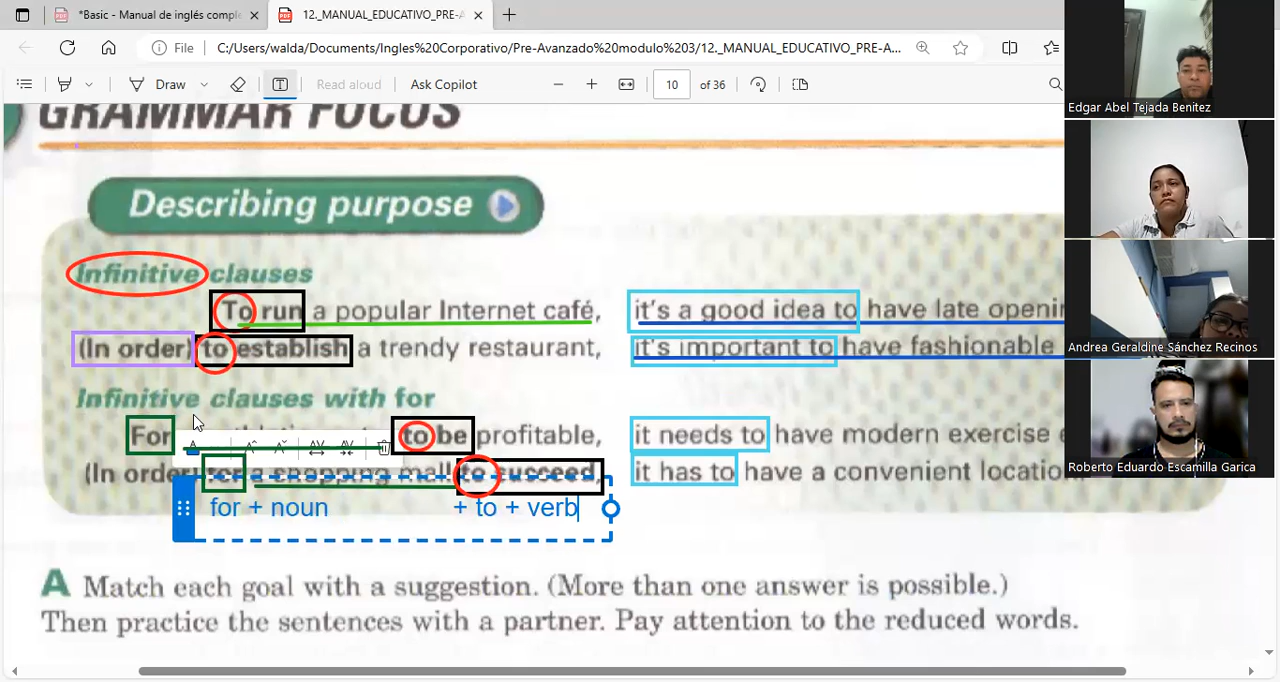 *Basic - Manual de inglés comple
12._MANUAL_EDUCATIVO_PRE-A
File
C:/Users/walda/Documents/Ingles%20Corporativo/Pre-Avanzado%20modulo%203/12._MANUAL_EDUCATIVO_PRE-A...
Draw
Read aloud
Ask Copilot
10 of 36
Edgar Abel Tejada Benitez
GRAMMAR FOCUS
Describing purpose
Infinitive clauses
To run a popular Internet café, it's a good idea to have late openin
(In order) to establish a trendy restaurant, it's important to have fashionable
Andrea Geraldine Sánchez Recinos
Infinitive clauses with for
For to be profitable, it needs to have modern exercise e
(In order) for a shopping mall to succeed, it has to have a convenient location.
Roberto Eduardo Escamilla Garica
for + noun + to + verb
A Match each goal with a suggestion. (More than one answer is possible.)
Then practice the sentences with a partner. Pay attention to the reduced words.